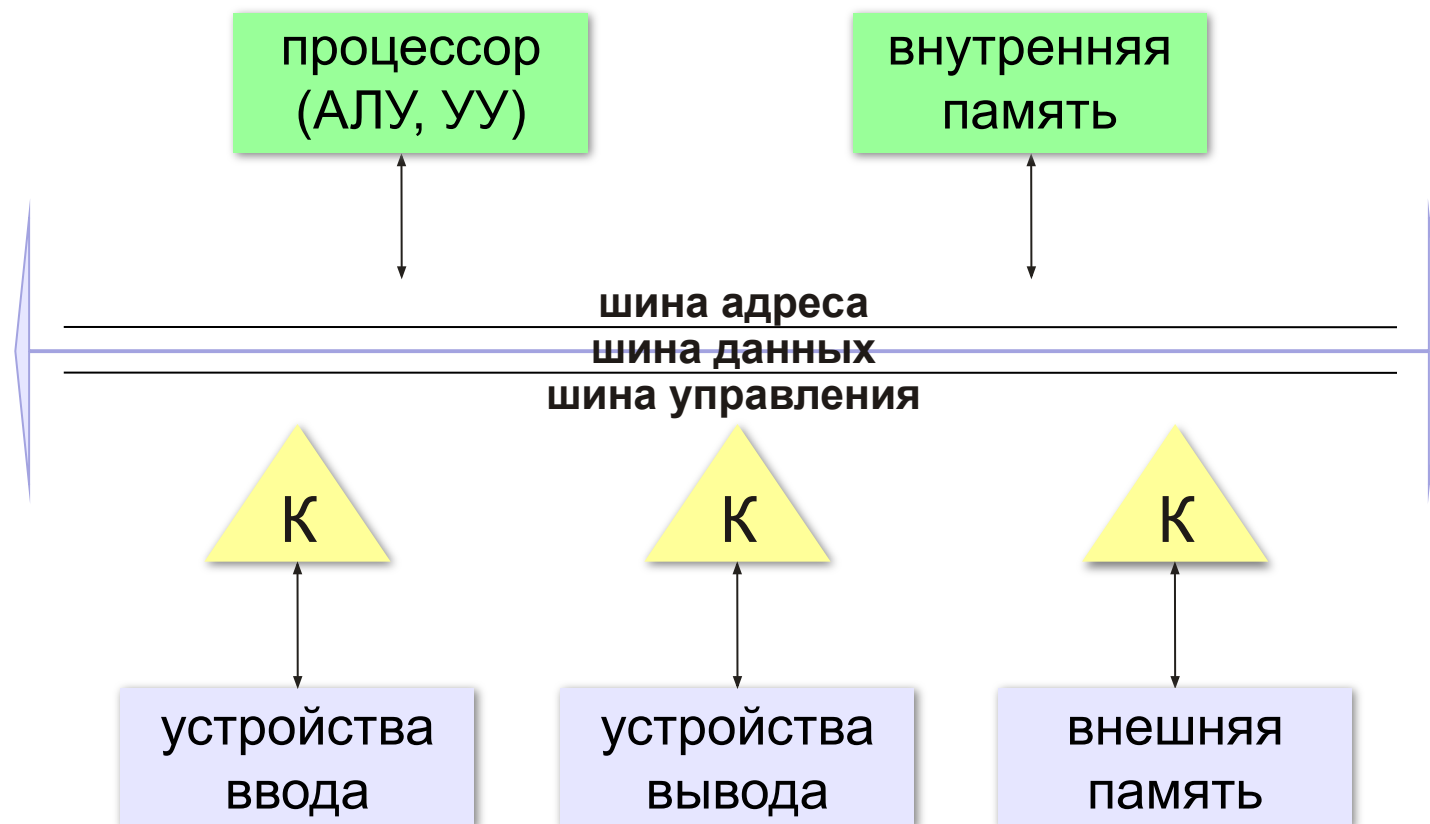 процессор
(АЛУ, УУ)
внутренняя
память
шина адреса
шина данных
шина управления
К
К
К
устройства
ввода
устройства
вывода
внешняя
память